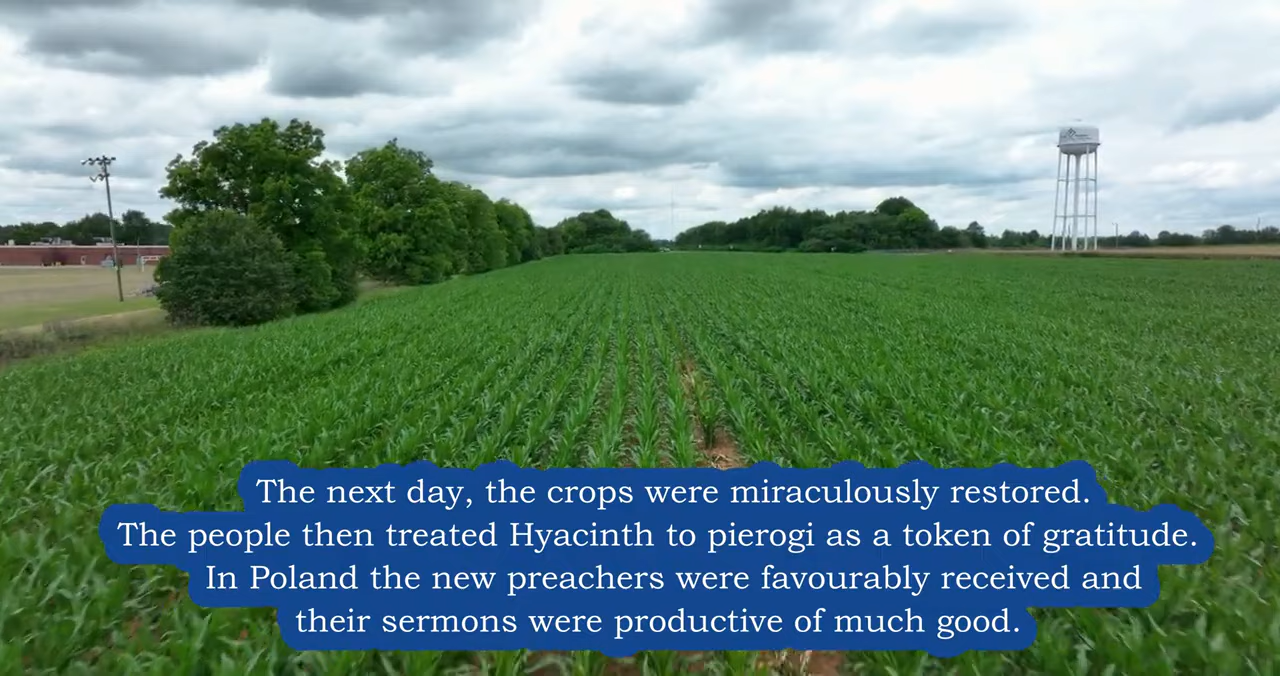 The next day, the crops were miraculously restored.
The people then treated Hyacinth to pierogi as a token of gratitude.
In Poland the new preachers were favourably received and
their sermons were productive of much good.